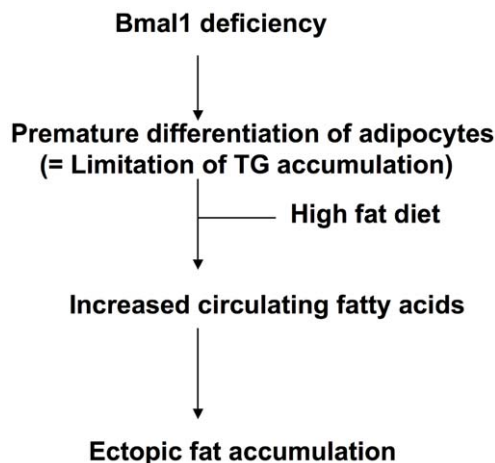 Bmal1 deficiency
Premature differentiation of adipocytes
(= Limitation of TG accumulation)
High fat diet
Increased circulating fatty acids
Ectopic fat accumulation